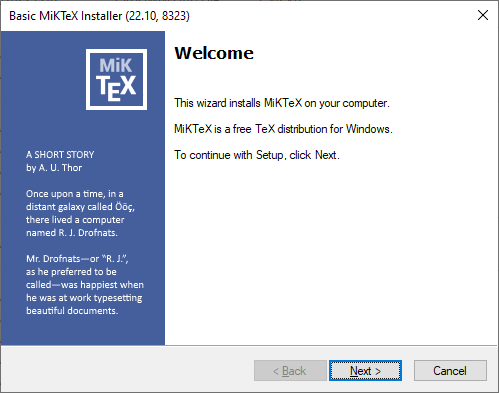 Basic MiKTeX Installer (22.10, 8323)
MiK
TEX
A SHORT STORY
by A. U. Thor
Once upon a time, in a
distant galaxy called Ööç,
there lived a computer
named R. J. Drofnats.
Mr. Drofnats—or “R. J.”,
as he preferred to be
called—was happiest when
he was at work typesetting
beautiful documents.
Welcome
This wizard installs MiKTeX on your computer.
MiKTeX is a free TeX distribution for Windows.
To continue with Setup, click Next.
< Back
Next >
Cancel